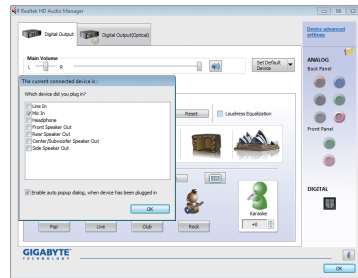 Realtek HD Audio Manager
Digital Output
Digital Output(Optical)
Device advanced settings
Main Volume
L
R
Set Default Device
ANALOG
Back Panel
The current connected device is :
Which device did you plug in?
Line In
Mic In
Headphone
Front Speaker Out
Rear Speaker Out
Center/Subwoofer Speaker Out
Side Speaker Out
Enable auto popup dialog, when device has been plugged in
OK
Reset
Loudness Equalization
Front Panel
DIGITAL
Karaoke
+0
Pop
Live
Club
Rock
GIGABYTE
TECHNOLOGY
i
OK